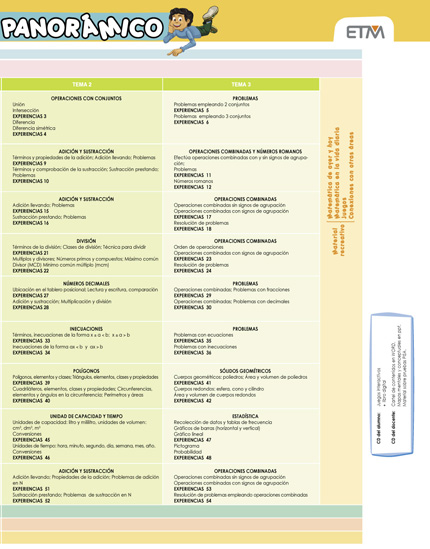 PANORÁMICO
ETM
TEMA 2
TEMA 3
OPERACIONES CON CONJUNTOS
Unión
Intersección
EXPERIENCIAS 3
Diferencia
Diferencia simétrica
EXPERIENCIAS 4
PROBLEMAS
Problemas empleando 2 conjuntos
EXPERIENCIAS 5
Problemas empleando 3 conjuntos
EXPERIENCIAS 6
ADICIÓN Y SUSTRACCIÓN
Términos y propiedades de la adición; Adición llevando; Problemas
EXPERIENCIAS 9
Términos y comprobación de la sustracción; Sustracción prestando;
Problemas
EXPERIENCIAS 10
OPERACIONES COMBINADAS Y NÚMEROS ROMANOS
Efectúa operaciones combinadas con y sin signos de agrupa-
ción;
Problemas
EXPERIENCIAS 11
Números romanos
EXPERIENCIAS 12
ADICIÓN Y SUSTRACCIÓN
Adición llevando; Problemas
EXPERIENCIAS 15
Sustracción prestando; Problemas
EXPERIENCIAS 16
OPERACIONES COMBINADAS
Operaciones combinadas sin signos de agrupación
Operaciones combinadas con signos de agrupación
EXPERIENCIAS 17
Resolución de problemas
EXPERIENCIAS 18
DIVISIÓN
Términos de la división; Clases de división; Técnica para dividir
EXPERIENCIAS 21
Múltiplos y divisores; Números primos y compuestos; Máximo común
Divisor (MCD) Mínimo común múltiplo (mcm)
EXPERIENCIAS 22
OPERACIONES COMBINADAS
Orden de operaciones
Operaciones combinadas con signos de agrupación
EXPERIENCIAS 23
Resolución de problemas
EXPERIENCIAS 24
NÚMEROS DECIMALES
Ubicación en el tablero posicional; Lectura y escritura, comparación
EXPERIENCIAS 27
Adición y sustracción; Multiplicación y división
EXPERIENCIAS 28
PROBLEMAS
Operaciones combinadas; Problemas con fracciones
EXPERIENCIAS 29
Operaciones combinadas; Problemas con decimales
EXPERIENCIAS 30
INECUACIONES
Términos, inecuaciones de la forma x ± a < b; x ± a > b
EXPERIENCIAS 33
Inecuaciones de la forma ax < b y ax > b
EXPERIENCIAS 34
PROBLEMAS
Problemas con ecuaciones
EXPERIENCIAS 35
Problemas con inecuaciones
EXPERIENCIAS 36
POLÍGONOS
Polígonos, elementos y clases; Triángulos, elementos, clases y propiedades
EXPERIENCIAS 39
Cuadriláteros, elementos, clases y propiedades; Circunferencias,
elementos y ángulos en la circunferencia; Perímetros y áreas
EXPERIENCIAS 40
SÓLIDOS GEOMÉTRICOS
Cuerpos geométricos: poliedros; Área y volumen de poliedros
EXPERIENCIAS 41
Cuerpos redondos: esfera, cono y cilindro
Área y volumen de cuerpos redondos
EXPERIENCIAS 42
UNIDAD DE CAPACIDAD Y TIEMPO
Unidades de capacidad: litro y mililitro, unidades de volumen:
cm³, dm³, m³
Conversiones
EXPERIENCIAS 45
Unidades de tiempo: hora, minuto, segundo, día, semana, mes, año.
Conversiones
EXPERIENCIAS 46
ESTADÍSTICA
Recolección de datos y tablas de frecuencia
Gráficos de barras (horizontal y vertical)
Gráfico lineal
EXPERIENCIAS 47
Pictograma
Probabilidad
EXPERIENCIAS 48
ADICIÓN Y SUSTRACCIÓN
Adición llevando; Propiedades de la adición; Problemas de adición
en N
EXPERIENCIAS 51
Sustracción prestando; Problemas de sustracción en N
EXPERIENCIAS 52
OPERACIONES COMBINADAS
Operaciones combinadas sin signos de agrupación
Operaciones combinadas con signos de agrupación
EXPERIENCIAS 53
Resolución de problemas empleando operaciones combinadas
EXPERIENCIAS 54
Material
recreativo
Matemática de ayer y hoy
Matemática en la vida diaria
Juegos
Conexiones con otras áreas
CD del alumno:
Juegos interactivos
+ libro digital
CD del docente:
Cartel de contenidos en WORD.
Mapas mentales y conceptuales en ppt.
Material sobre pruebas PISA.